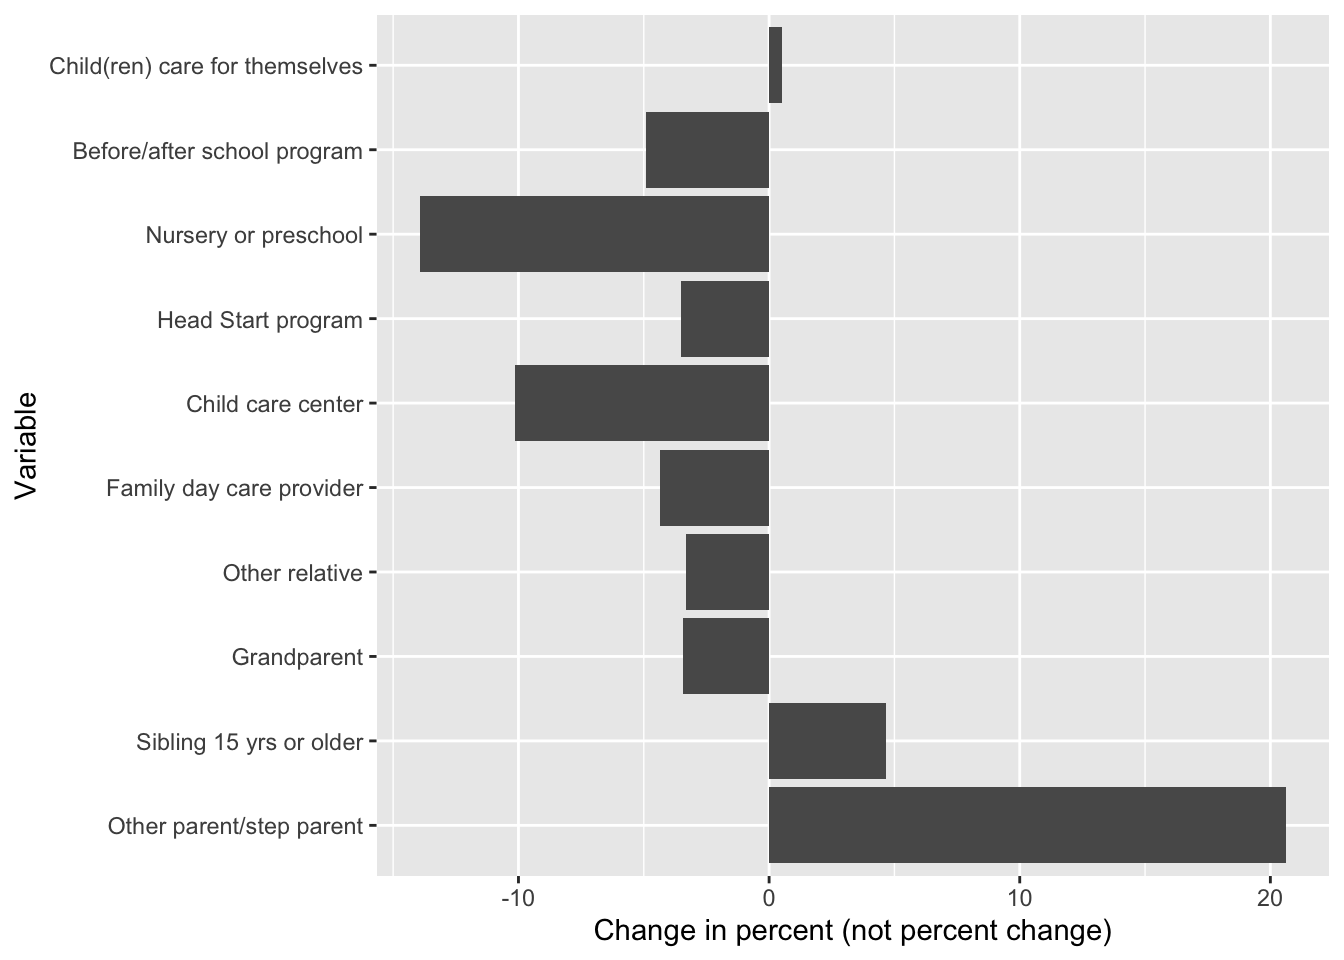 Child(ren) care for themselves
Before/after school program
Nursery or preschool
Head Start program
Child care center
Family day care provider
Other relative
Grandparent
Sibling 15 yrs or older
Other parent/step parent
Variable
-10 0 10 20
Change in percent (not percent change)